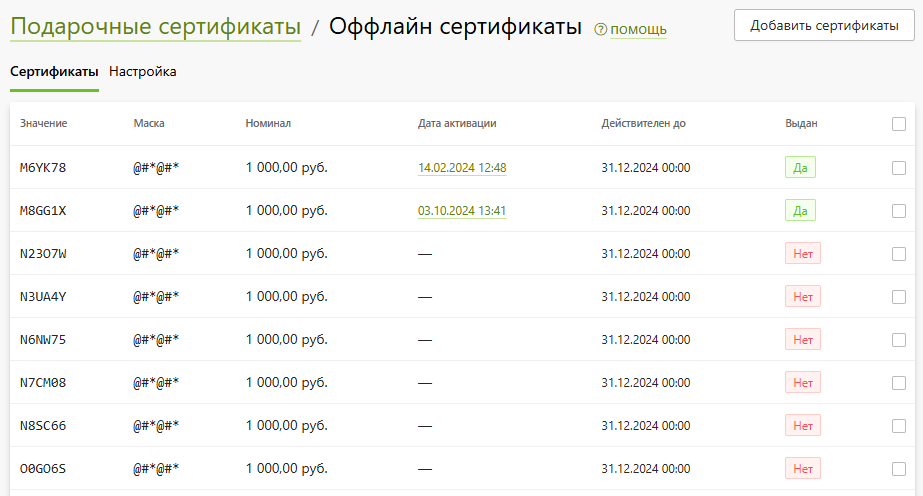 Подарочные сертификаты / Оффлайн сертификаты ? помощь Добавить сертификаты
Сертификаты Настройка
Значение Маска Номинал Дата активации Действителен до Выдан
M6YK78 @#*@#* 1 000,00 руб. 14.02.2024 12:48 31.12.2024 00:00 Да
M8GG1X @#*@#* 1 000,00 руб. 03.10.2024 13:41 31.12.2024 00:00 Да
N23O7W @#*@#* 1 000,00 руб. — 31.12.2024 00:00 Нет
N3UA4Y @#*@#* 1 000,00 руб. — 31.12.2024 00:00 Нет
N6NW75 @#*@#* 1 000,00 руб. — 31.12.2024 00:00 Нет
N7CM08 @#*@#* 1 000,00 руб. — 31.12.2024 00:00 Нет
N8SC66 @#*@#* 1 000,00 руб. — 31.12.2024 00:00 Нет
O0GO6S @#*@#* 1 000,00 руб. — 31.12.2024 00:00 Нет